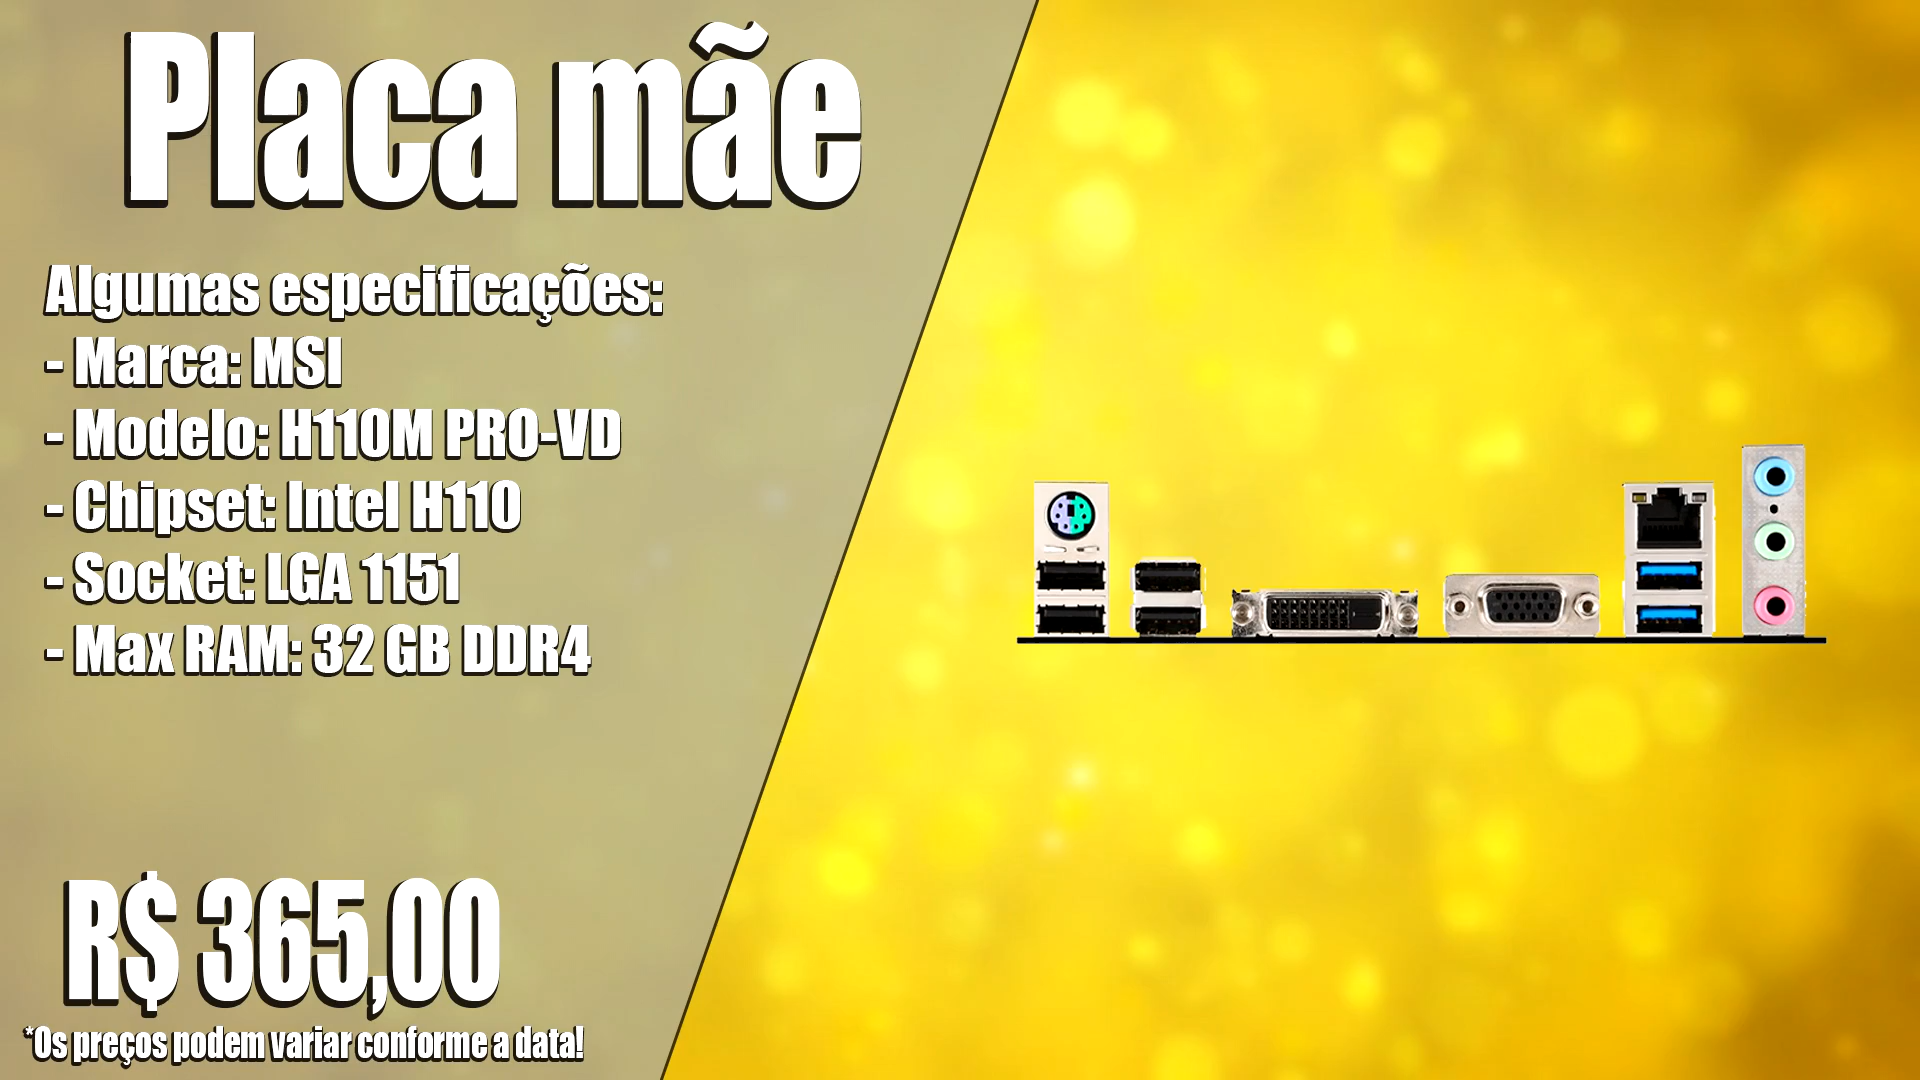 Placa mãe
Algumas especificações:
- Marca: MSI
- Modelo: H110M PRO-VD
- Chipset: Intel H110
- Socket: LGA 1151
- Max RAM: 32 GB DDR4
R$ 365,00
*Os preços podem variar conforme a data!